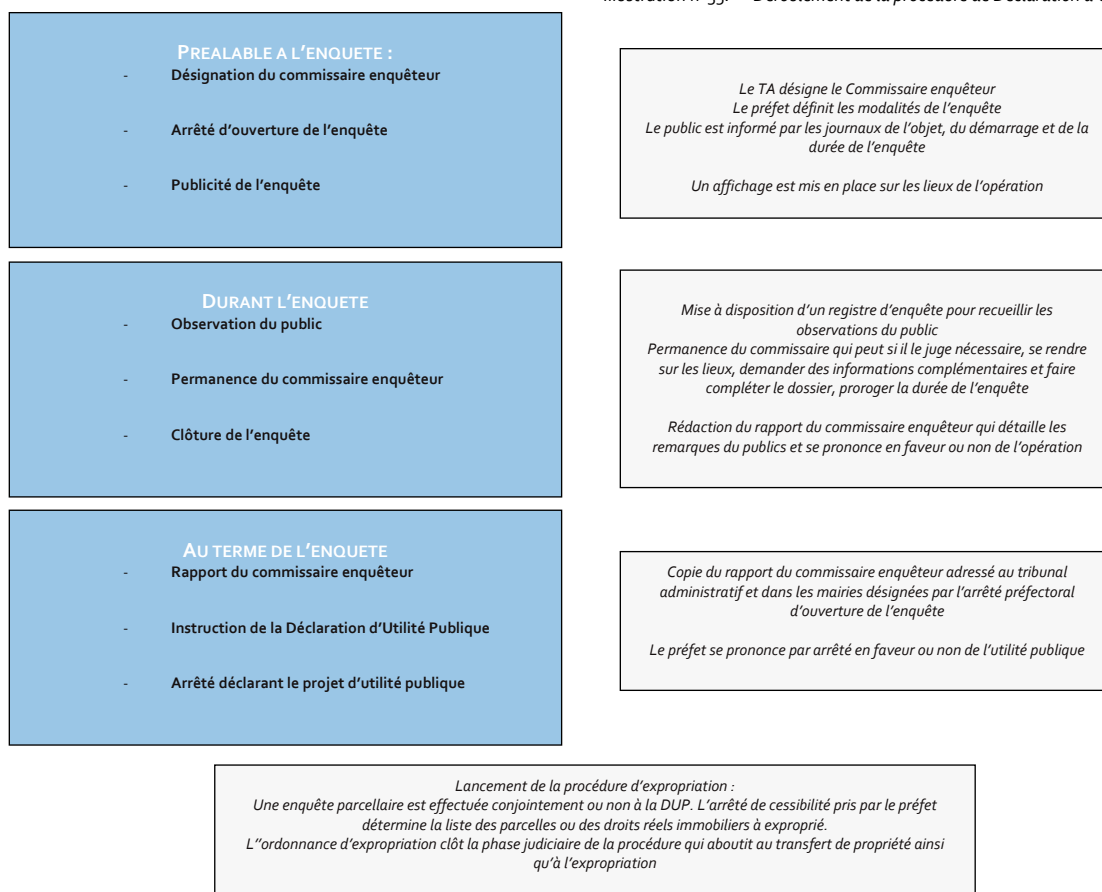 Illustration n°55. Déroulement de la procédure de Déclaration d'
PREALABLE A L'ENQUETE :
- Désignation du commissaire enquêteur
- Arrêté d'ouverture de l'enquête
- Publicité de l'enquête
Le TA désigne le Commissaire enquêteur
Le préfet définit les modalités de l'enquête
Le public est informé par les journaux de l'objet, du démarrage et de la
durée de l'enquête
Un affichage est mis en place sur les lieux de l'opération
DURANT L'ENQUETE
- Observation du public
- Permanence du commissaire enquêteur
- Clôture de l'enquête
Mise à disposition d'un registre d'enquête pour recueillir les
observations du public
Permanence du commissaire qui peut si il le juge nécessaire, se rendre
sur les lieux, demander des informations complémentaires et faire
compléter le dossier, proroger la durée de l'enquête
Rédaction du rapport du commissaire enquêteur qui détaille les
remarques du publics et se prononce en faveur ou non de l'opération
AU TERME DE L'ENQUETE
- Rapport du commissaire enquêteur
- Instruction de la Déclaration d'Utilité Publique
- Arrêté déclarant le projet d'utilité publique
Copie du rapport du commissaire enquêteur adressé au tribunal
administratif et dans les mairies désignées par l'arrêté préfectoral
d'ouverture de l'enquête
Le préfet se prononce par arrêté en faveur ou non de l'utilité publique
Lancement de la procédure d'expropriation :
Une enquête parcellaire est effectuée conjointement ou non à la DUP. L'arrêté de cessibilité pris par le préfet
détermine la liste des parcelles ou des droits réels immobiliers à exproprié.
L''ordonnance d'expropriation clôt la phase judiciaire de la procédure qui aboutit au transfert de propriété ainsi
qu'à l'expropriation